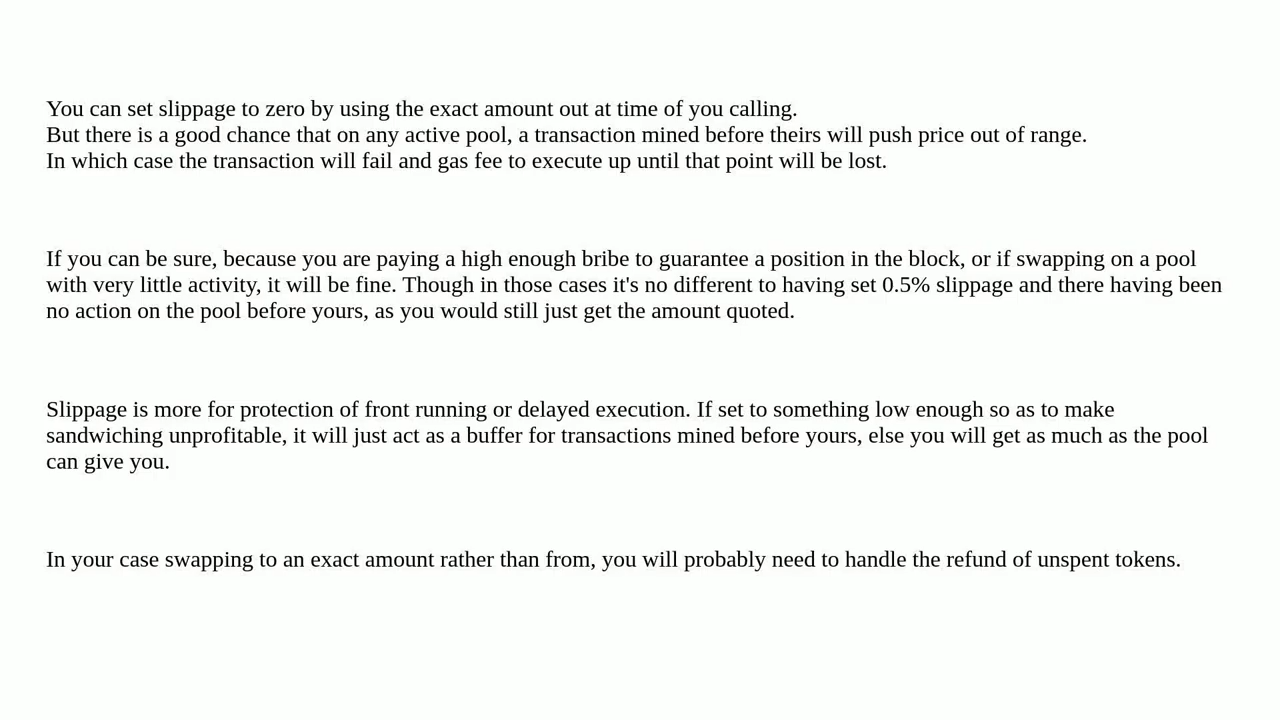 You can set slippage to zero by using the exact amount out at time of you calling.
But there is a good chance that on any active pool, a transaction mined before theirs will push price out of range.
In which case the transaction will fail and gas fee to execute up until that point will be lost.
If you can be sure, because you are paying a high enough bribe to guarantee a position in the block, or if swapping on a pool
with very little activity, it will be fine. Though in those cases it's no different to having set 0.5% slippage and there having been
no action on the pool before yours, as you would still just get the amount quoted.
Slippage is more for protection of front running or delayed execution. If set to something low enough so as to make
sandwiching unprofitable, it will just act as a buffer for transactions mined before yours, else you will get as much as the pool
can give you.
In your case swapping to an exact amount rather than from, you will probably need to handle the refund of unspent tokens.